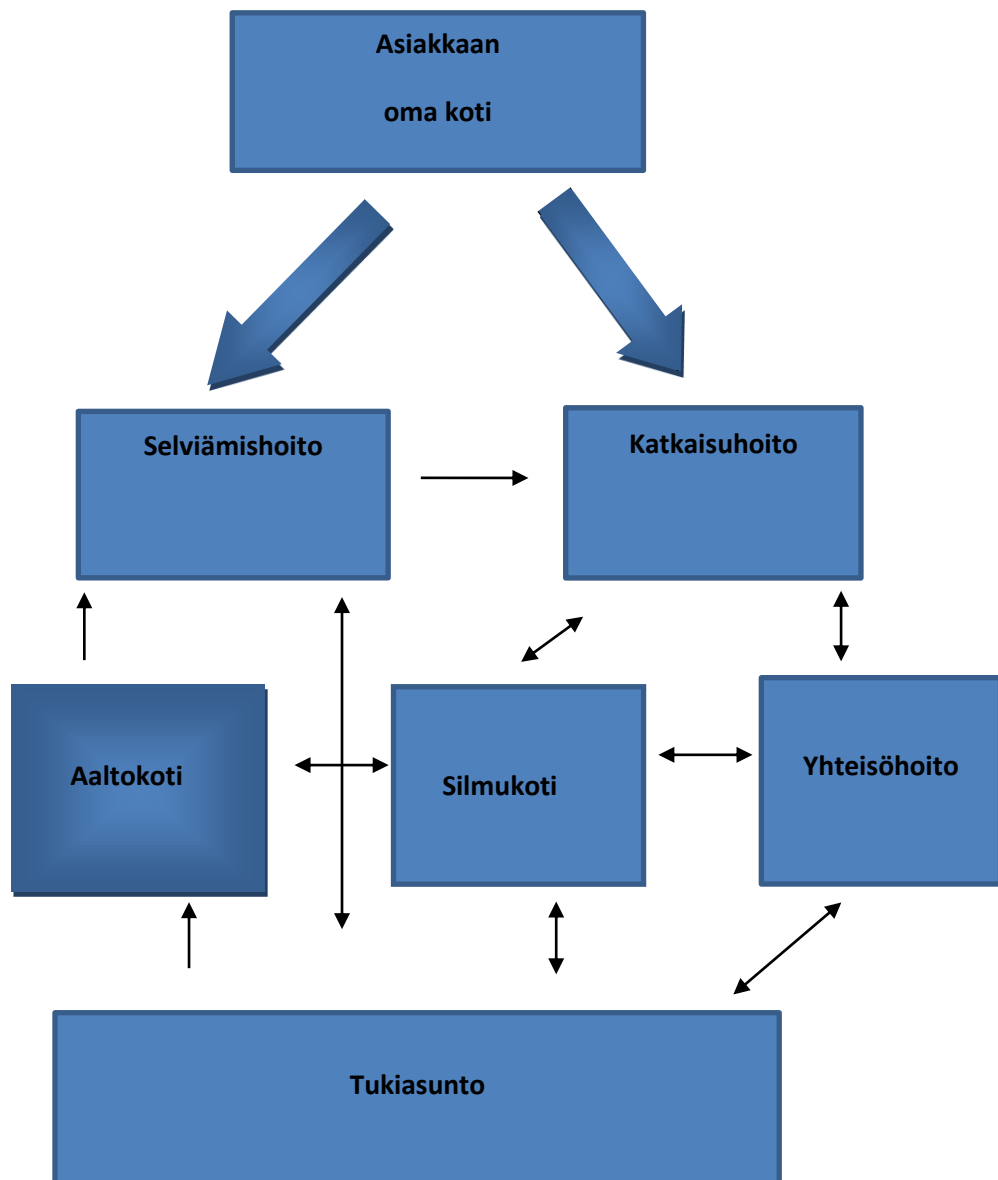 Asiakkaan
oma koti
Selviämishoito
Katkaisuhoito
Aaltokoti
Silmukoti
Yhteisöhoito
Tukiasunto